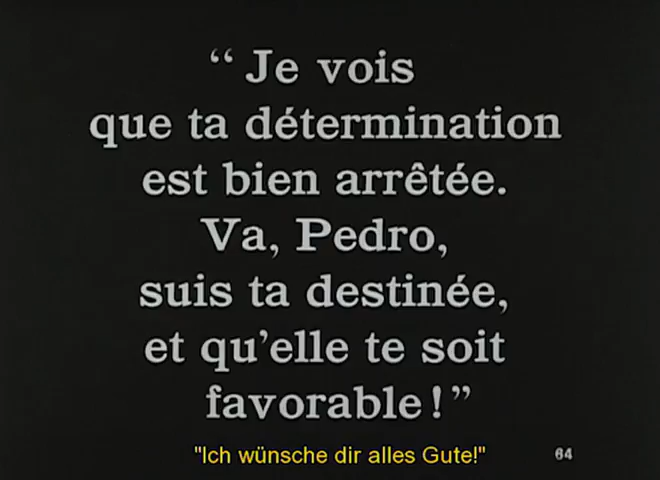 “ Je vois
que ta détermination
est bien arrêtée.
Va, Pedro,
suis ta destinée,
et qu’elle te soit
favorable ! ”
"Ich wünsche dir alles Gute!"
64